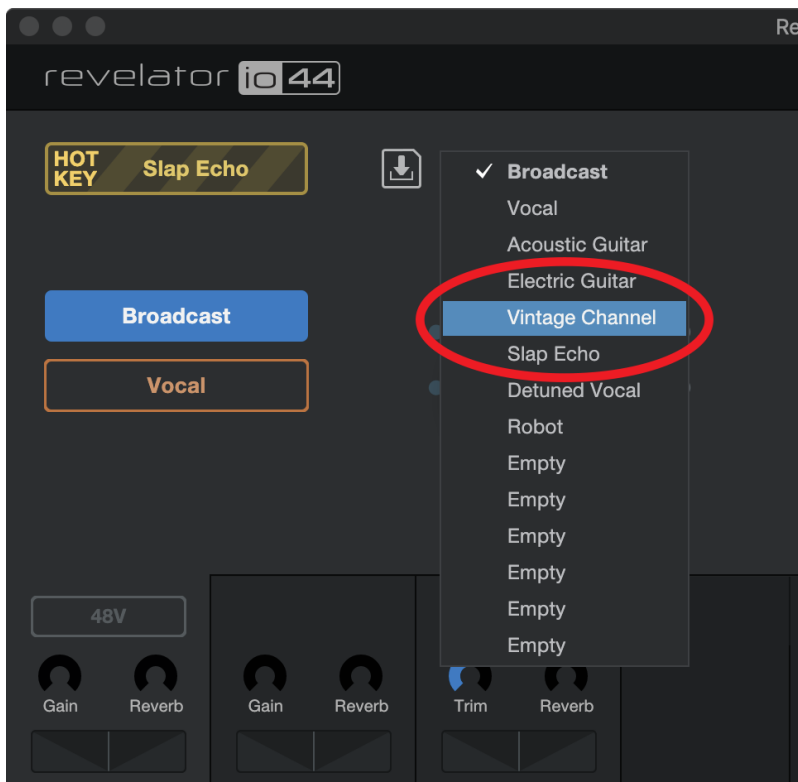 Re
revelator io 44
HOT KEY Slap Echo
Broadcast
Vocal
Broadcast
Vocal
Acoustic Guitar
Electric Guitar
Vintage Channel
Slap Echo
Detuned Vocal
Robot
Empty
Empty
Empty
Empty
Empty
Empty
48V
Gain Reverb Gain Reverb Trim Reverb